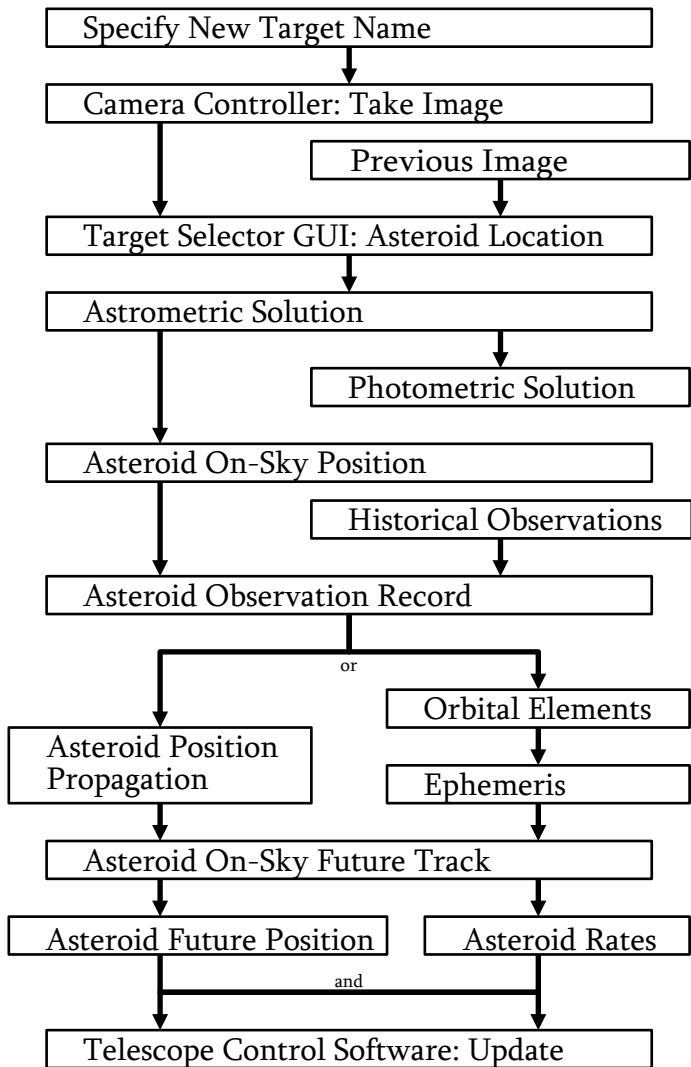 Specify New Target Name
Camera Controller: Take Image
Previous Image
Target Selector GUI: Asteroid Location
Astrometric Solution
Photometric Solution
Asteroid On-Sky Position
Historical Observations
Asteroid Observation Record
or
Orbital Elements
Asteroid Position
Propagation
Ephemeris
Asteroid On-Sky Future Track
Asteroid Future Position
Asteroid Rates
and
Telescope Control Software: Update